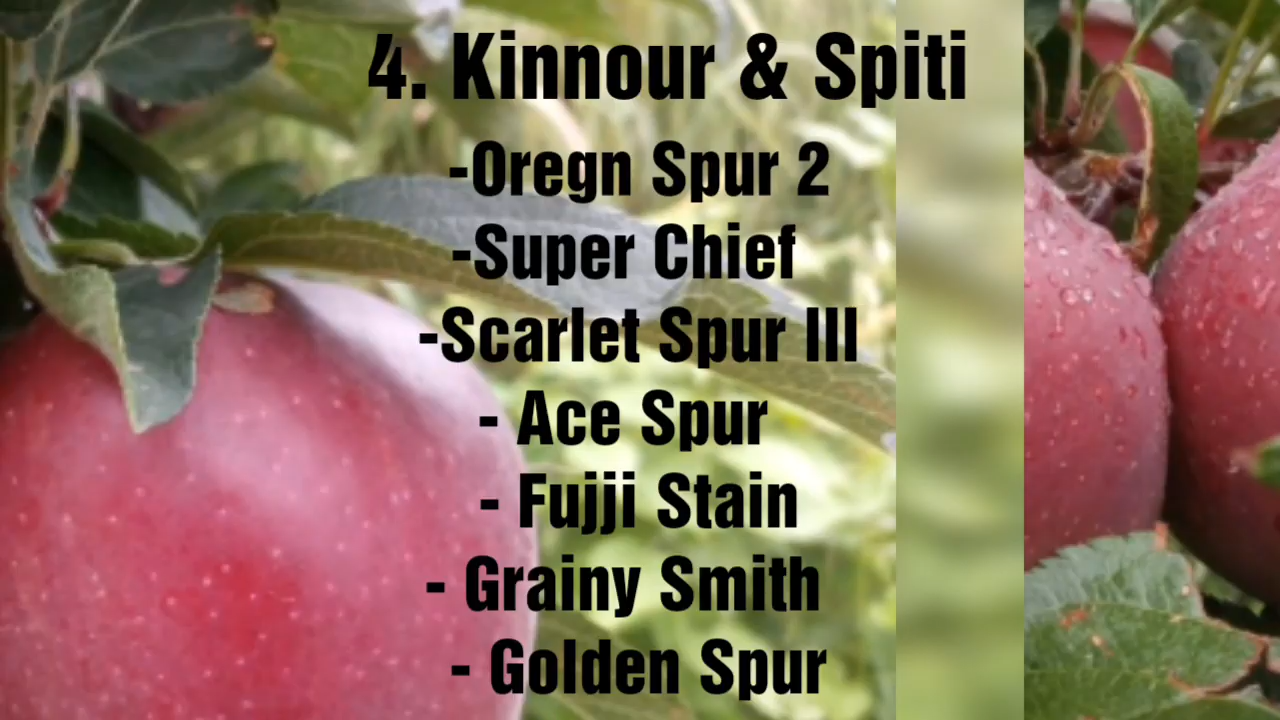 4. Kinnour & Spiti
-Oregn Spur 2
-Super Chief
-Scarlet Spur III
- Ace Spur
- Fujji Stain
- Grainy Smith
- Golden Spur